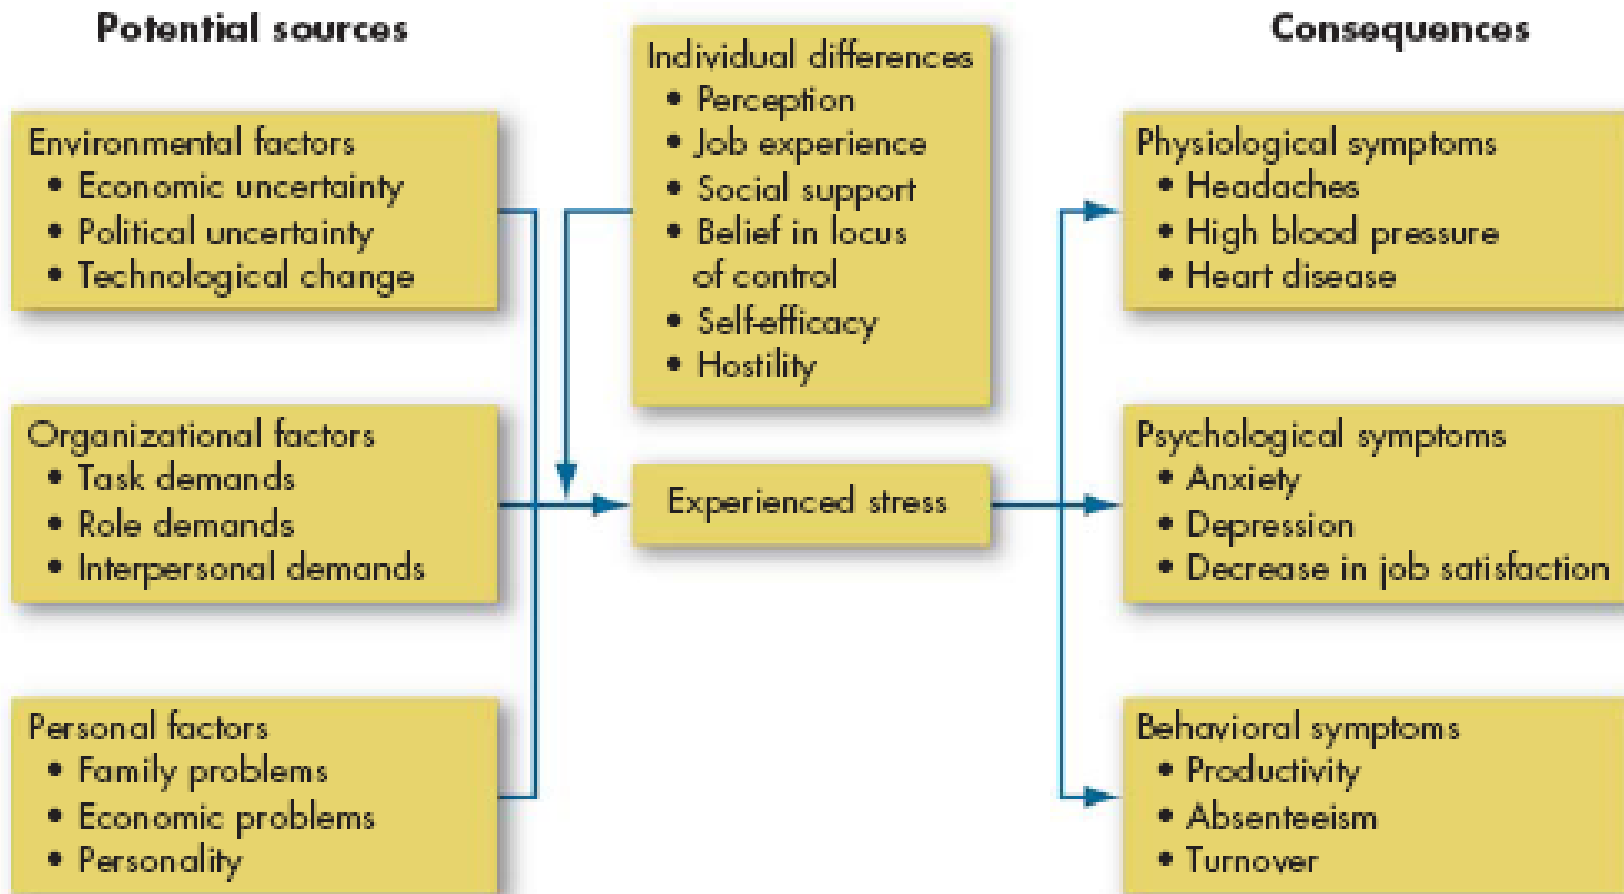 Potential sources
Environmental factors
• Economic uncertainty
• Political uncertainty
• Technological change
Organizational factors
• Task demands
• Role demands
• Interpersonal demands
Personal factors
• Family problems
• Economic problems
• Personality
Individual differences
• Perception
• Job experience
• Social support
• Belief in locus
of control
• Self-efficacy
• Hostility
Experienced stress
Consequences
Physiological symptoms
• Headaches
• High blood pressure
• Heart disease
Psychological symptoms
• Anxiety
• Depression
• Decrease in job satisfaction
Behavioral symptoms
• Productivity
• Absenteeism
• Turnover